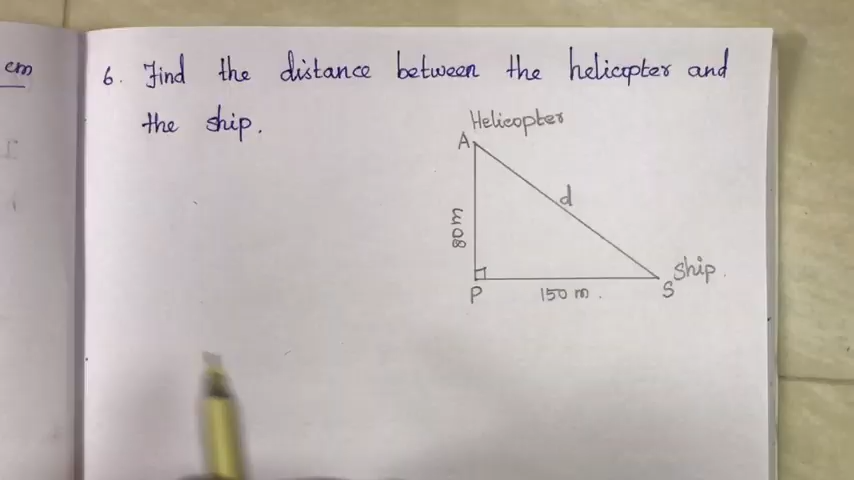 cm
6. Find the distance between the helicopter and
the ship.
Helicopter
A
d
80m
Ship.
P
150 m.
S